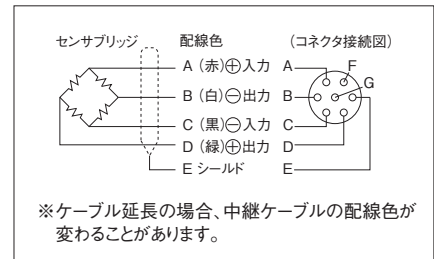 センサブリッジ 配線色 (コネクタ接続図)
A (赤)⊕入力 A F
G
B (白)⊖出力 B
C (黒)⊖入力 C
D (緑)⊕出力 D
E シールド E
※ケーブル延長の場合、中継ケーブルの配線色が
変わることがあります。